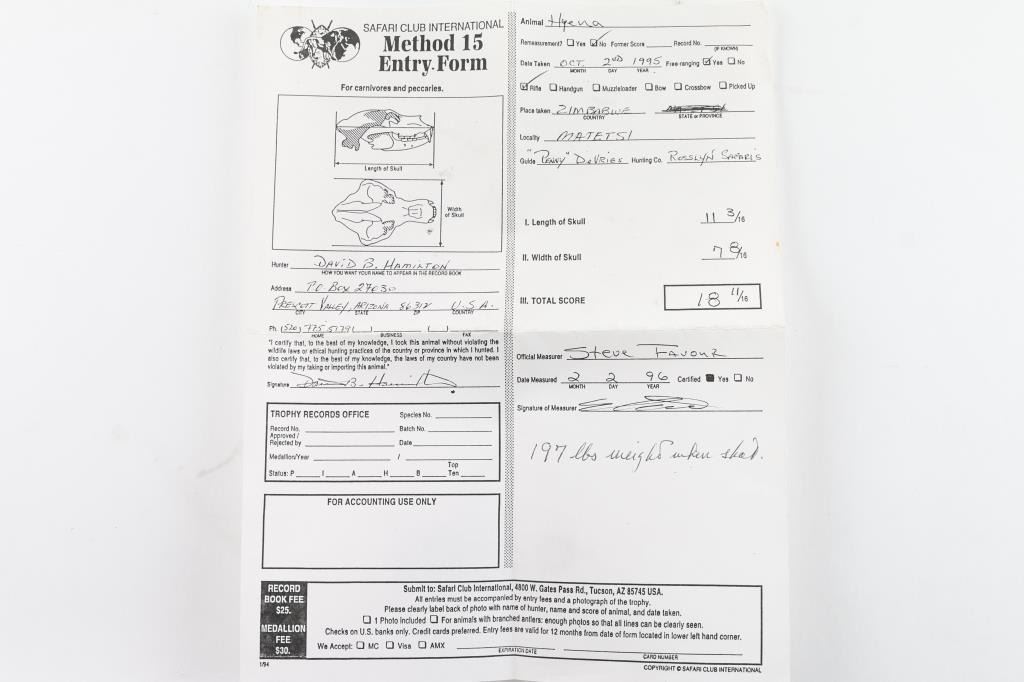 SAFARI CLUB INTERNATIONAL
Method 15
Entry Form
For carnivores and peccaries.
Length of Skull
Width
of Skull
Hunter DAVID B. HAMILTON
HOW YOU WANT YOUR NAME TO APPEAR IN THE RECORD BOOK
Address P.O. BOX 27030
PRESCOTT VALLEY, ARIZONA 86312 U.S.A.
CITY STATE ZIP COUNTRY
Ph. (520) 775 5779 ( ) ( )
HOME BUSINESS FAX
"I certify that, to the best of my knowledge, I took this animal without violating the
wildlife laws or ethical hunting practices of the country or province in which I hunted. I
also certify that, to the best of my knowledge, the laws of my country have not been
violated by my taking or importing this animal."
Signature David B. Hamilton
TROPHY RECORDS OFFICE Species No.
Record No. Batch No.
Approved /
Rejected by Date
Medallion/Year /
Top
Status: P I A H B Ten
FOR ACCOUNTING USE ONLY
Animal Hyena
Remeasurement? Yes No Former Score Record No.
(IF KNOWN)
Date Taken OCT. 2ND 1995 Free-ranging Yes No
MONTH DAY YEAR
Rifle Handgun Muzzleloader Bow Crossbow Picked Up
Place taken ZIMBABWE
COUNTRY STATE or PROVINCE
Locality MATETSI
Guide "PENNY" DEVRIES Hunting Co. ROSSLYN SAFARIS
I. Length of Skull 11 3/16
II. Width of Skull 7 8/16
III. TOTAL SCORE 18 11/16
Official Measurer Steve Favour
Date Measured 2 2 96 Certified Yes No
MONTH DAY YEAR
Signature of Measurer
197 lbs weight when shot.
RECORD
BOOK FEE
$25.
MEDALLION
FEE
$30.
Submit to: Safari Club International, 4800 W. Gates Pass Rd., Tucson, AZ 85745 USA.
All entries must be accompanied by entry fees and a photograph of the trophy.
Please clearly label back of photo with name of hunter, name and score of animal, and date taken.
1 Photo included For animals with branched antlers: enough photos so that all tines can be clearly seen.
Checks on U.S. banks only. Credit cards preferred. Entry fees are valid for 12 months from date of form located in lower left hand corner.
We Accept: MC Visa AMX
EXPIRATION DATE CARD NUMBER
1/94
COPYRIGHT © SAFARI CLUB INTERNATIONAL